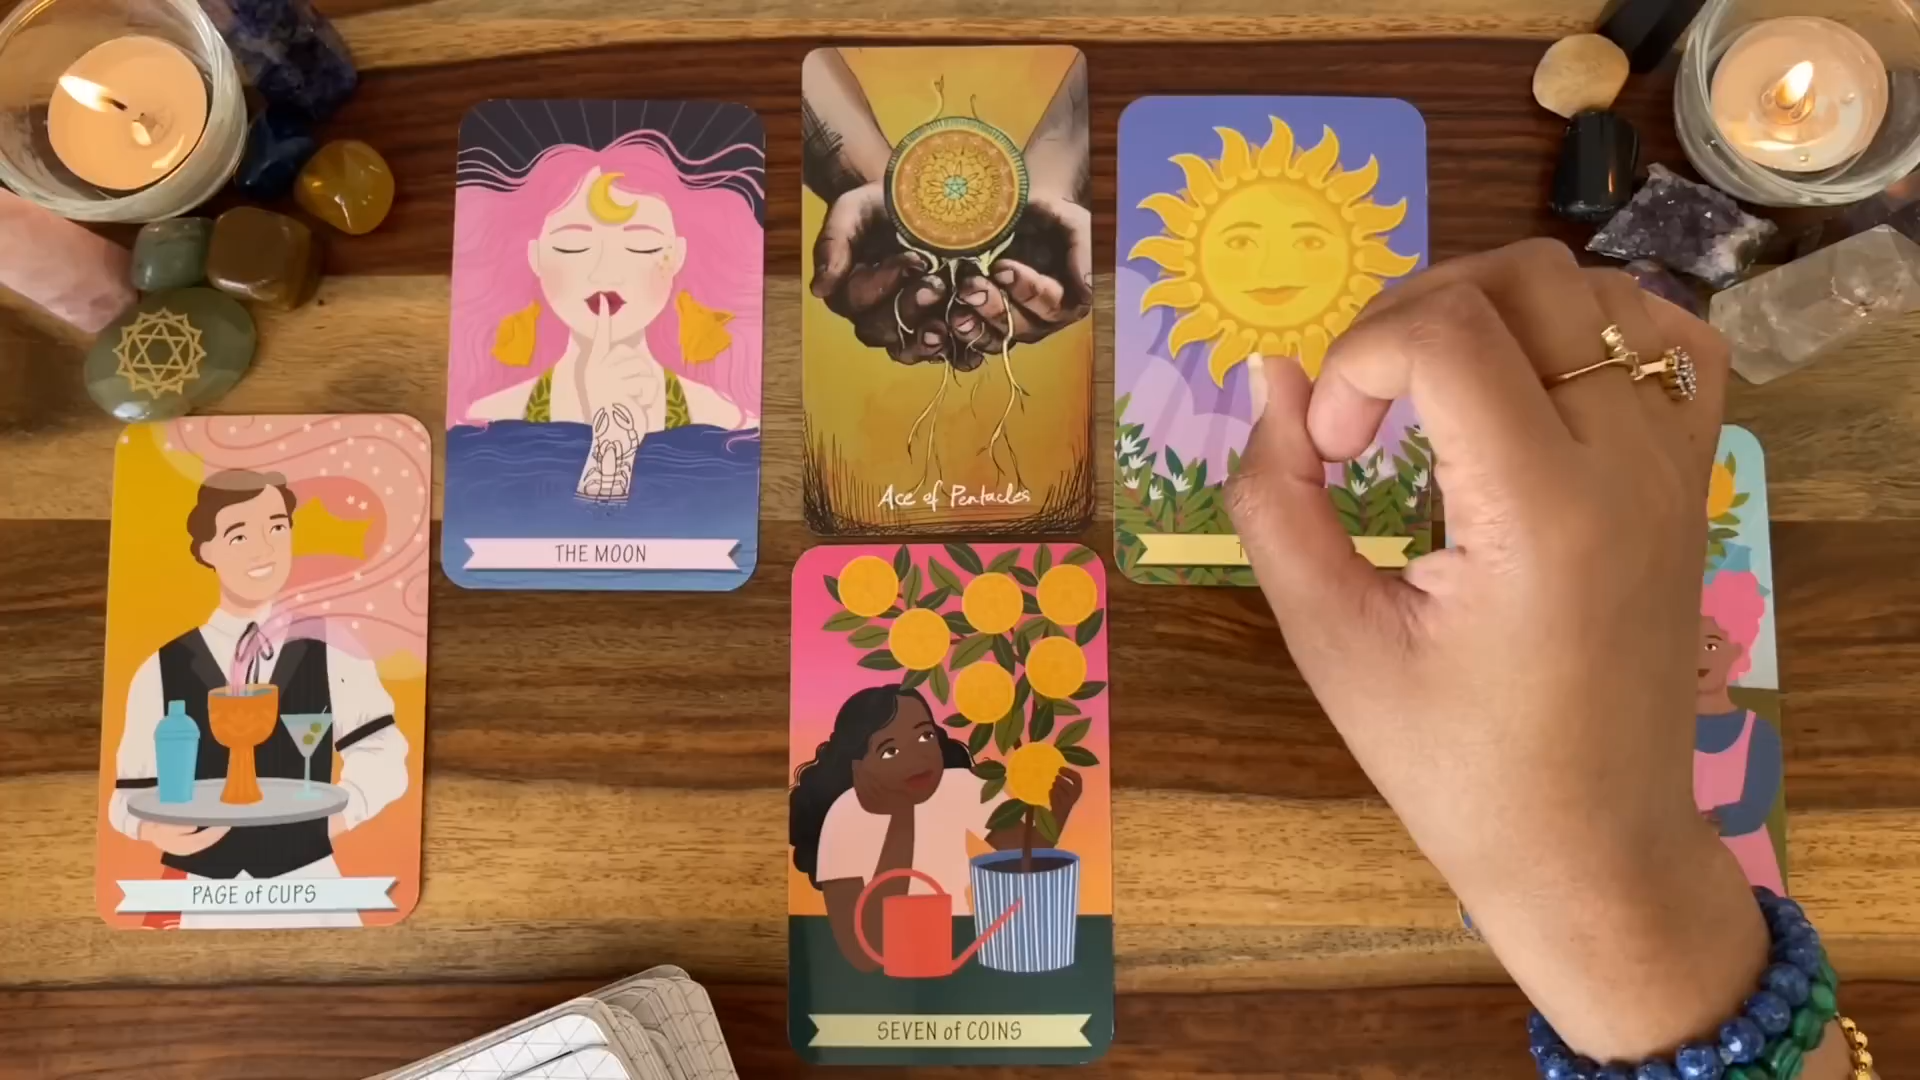 Ace of Pentacles
THE MOON
PAGE of CUPS
SEVEN of COINS